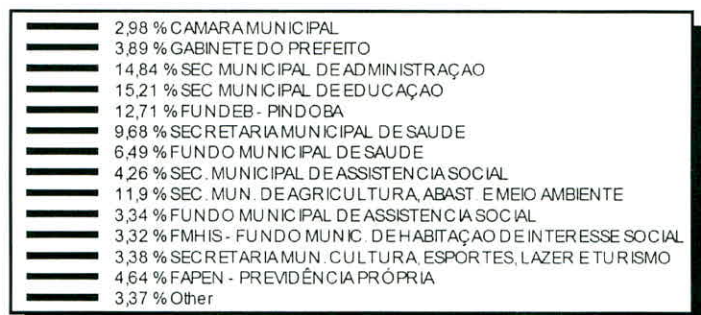 2,98 % CAMARA MUNICIPAL
3,89 % GABINETE DO PREFEITO
14,84 % SEC MUNICIPAL DE ADMINISTRAÇAO
15,21 % SEC MUNICIPAL DE EDUCAÇAO
12,71 % FUNDEB - PINDOBA
9,68 % SECRETARIA MUNICIPAL DE SAUDE
6,49 % FUNDO MUNICIPAL DE SAUDE
4,26 % SEC. MUNICIPAL DE ASSISTENCIA SOCIAL
11,9 % SEC. MUN. DE AGRICULTURA, ABAST. E MEIO AMBIENTE
3,34 % FUNDO MUNICIPAL DE ASSISTENCIA SOCIAL
3,32 % FMHIS - FUNDO MUNIC. DE HABITAÇAO DE INTERESSE SOCIAL
3,38 % SECRETARIA MUN. CULTURA, ESPORTES, LAZER E TURISMO
4,64 % FAPEN - PREVIDÊNCIA PRÓPRIA
3,37 % Other